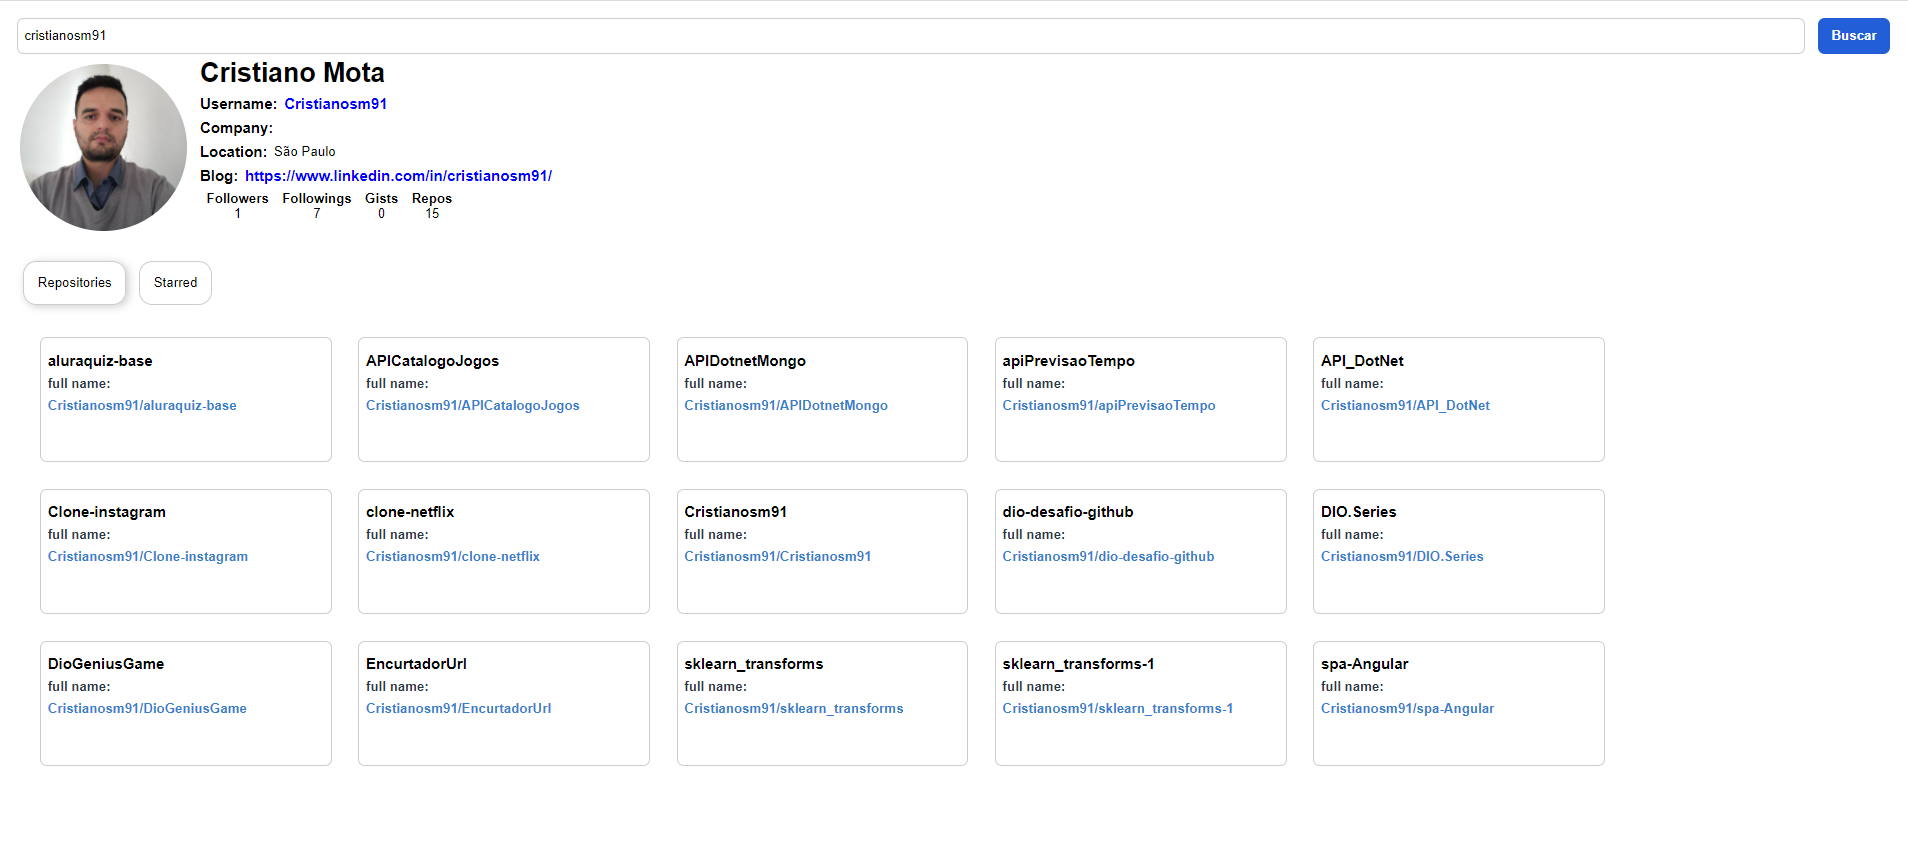 cristianosm91
Buscar
Cristiano Mota
Username: Cristianosm91
Company:
Location: São Paulo
Blog: https://www.linkedin.com/in/cristianosm91/
Followers Followings Gists Repos
1 7 0 15
Repositories Starred
aluraquiz-base
full name:
Cristianosm91/aluraquiz-base
APICatalogoJogos
full name:
Cristianosm91/APICatalogoJogos
APIDotnetMongo
full name:
Cristianosm91/APIDotnetMongo
apiPrevisaoTempo
full name:
Cristianosm91/apiPrevisaoTempo
API_DotNet
full name:
Cristianosm91/API_DotNet
Clone-instagram
full name:
Cristianosm91/Clone-instagram
clone-netflix
full name:
Cristianosm91/clone-netflix
Cristianosm91
full name:
Cristianosm91/Cristianosm91
dio-desafio-github
full name:
Cristianosm91/dio-desafio-github
DIO.Series
full name:
Cristianosm91/DIO.Series
DioGeniusGame
full name:
Cristianosm91/DioGeniusGame
EncurtadorUrl
full name:
Cristianosm91/EncurtadorUrl
sklearn_transforms
full name:
Cristianosm91/sklearn_transforms
sklearn_transforms-1
full name:
Cristianosm91/sklearn_transforms-1
spa-Angular
full name:
Cristianosm91/spa-Angular